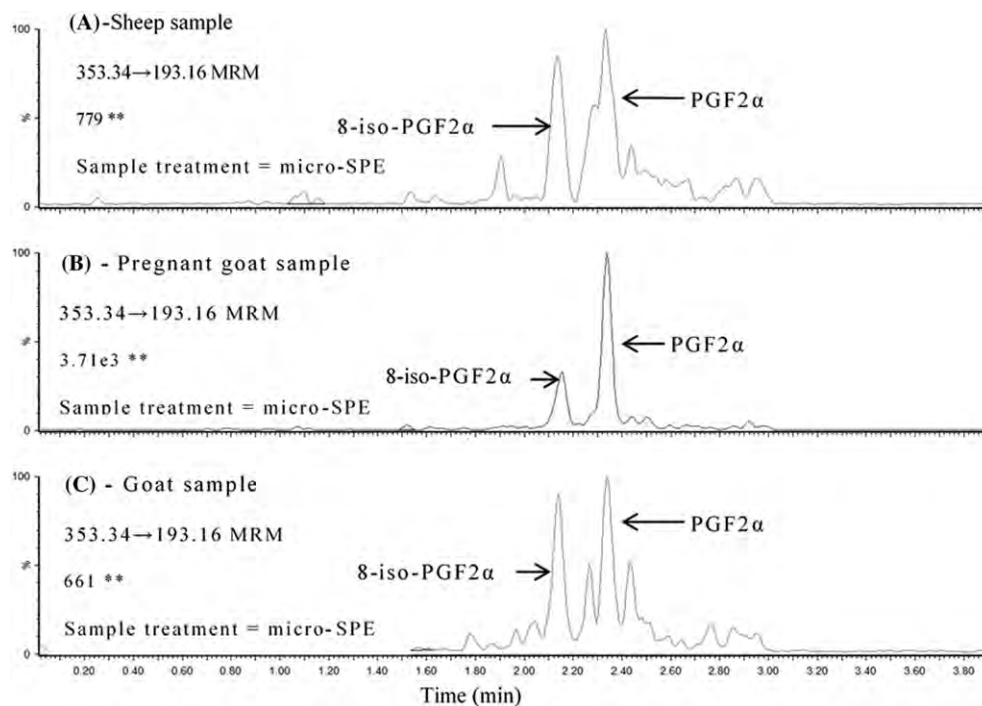 100
(A)-Sheep sample
353.34→193.16 MRM
PGF2α
%
779 **
8-iso-PGF2α
Sample treatment = micro-SPE
0
100
(B) - Pregnant goat sample
353.34→193.16 MRM
PGF2α
%
3.71e3 **
8-iso-PGF2α
Sample treatment = micro-SPE
0
100
(C) - Goat sample
353.34→193.16 MRM
PGF2α
%
8-iso-PGF2α
661 **
Sample treatment = micro-SPE
0
0.20 0.40 0.60 0.80 1.00 1.20 1.40 1.60 1.80 2.00 2.20 2.40 2.60 2.80 3.00 3.20 3.40 3.60 3.80
Time (min)